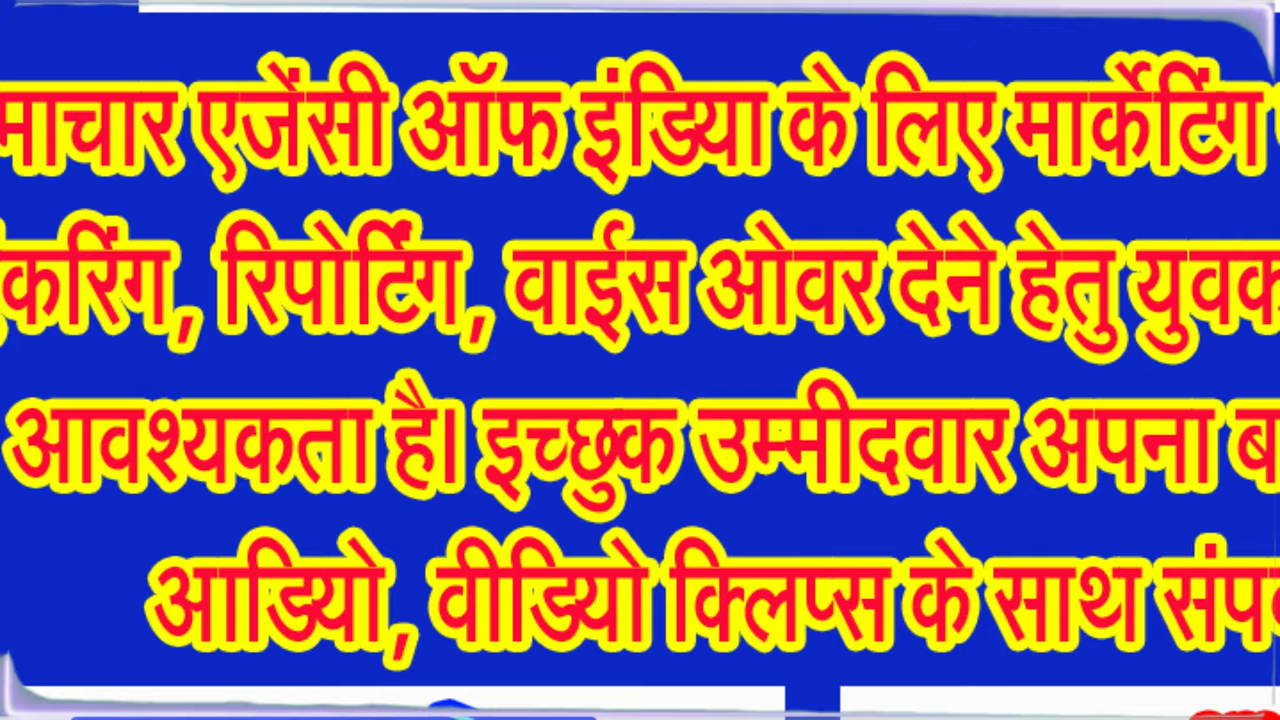 माचार एजेंसी ऑफ इंडिया के लिए मार्केटिंग
करिंग, रिपोर्टिंग, वाईस ओवर देने हेतु युवक
आवश्यकता है। इच्छुक उम्मीदवार अपना ब
आडियो, वीडियो क्लिप्स के साथ संप